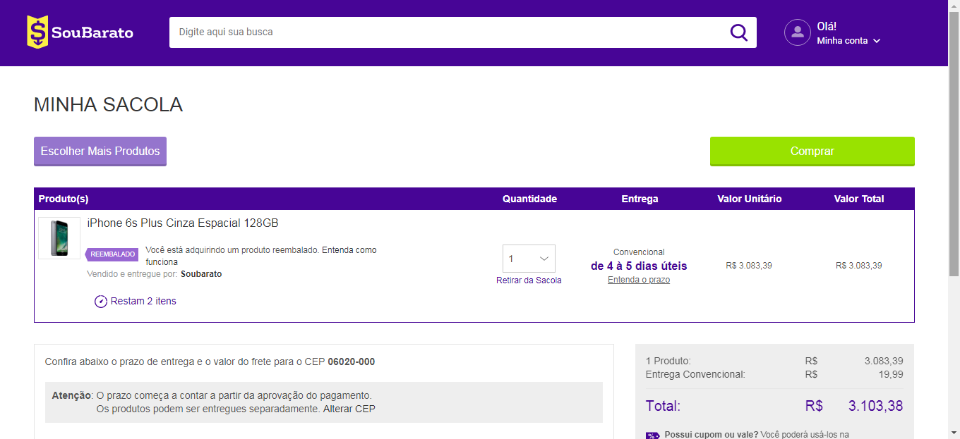 SouBarato
Digite aqui sua busca
Olá!
Minha conta
MINHA SACOLA
Escolher Mais Produtos
Comprar
Produto(s) Quantidade Entrega Valor Unitário Valor Total
iPhone 6s Plus Cinza Espacial 128GB
REEMBALADO Você está adquirindo um produto reembalado. Entenda como
funciona
Vendido e entregue por: Soubarato
Restam 2 itens
1
Retirar da Sacola
Convencional
de 4 à 5 dias úteis
Entenda o prazo
R$ 3.083,39
R$ 3.083,39
Confira abaixo o prazo de entrega e o valor do frete para o CEP 06020-000
Atenção: O prazo começa a contar a partir da aprovação do pagamento.
Os produtos podem ser entregues separadamente. Alterar CEP
1 Produto: R$ 3.083,39
Entrega Convencional: R$ 19,99
Total: R$ 3.103,38
Possui cupom ou vale? Você poderá usá-los na